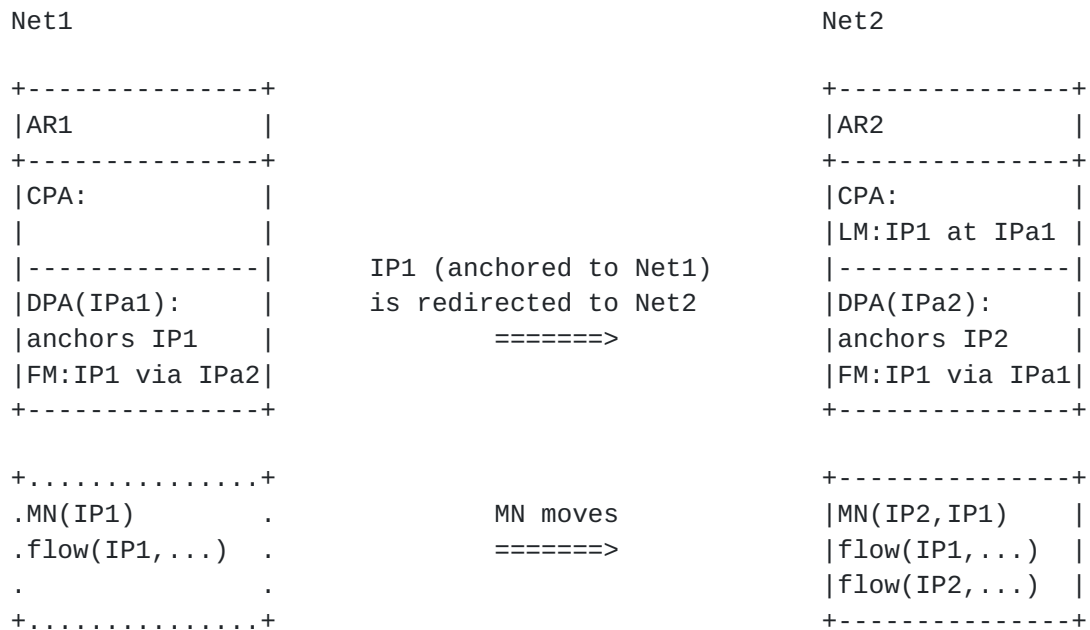 Net1                                              Net2

+---------------+                                 +---------------+
|AR1            |                                 |AR2            |
+---------------+                                 +---------------+
|CPA:           |                                 |CPA:           |
|               |                                 |LM:IP1 at IPa1 |
|---------------|      IP1 (anchored to Net1)     |---------------|
|DPA(IPa1):     |      is redirected to Net2      |DPA(IPa2):     |
|anchors IP1    |              =======>           |anchors IP2    |
|FM:IP1 via IPa2|                                 |FM:IP1 via IPa1|
+---------------+                                 +---------------+

+...............+                                 +---------------+
.MN(IP1)        .              MN moves           |MN(IP2,IP1)    |
.flow(IP1,...)  .              =======>           |flow(IP1,...)  |
.               .                                 |flow(IP2,...)  |
+...............+                                 +---------------+